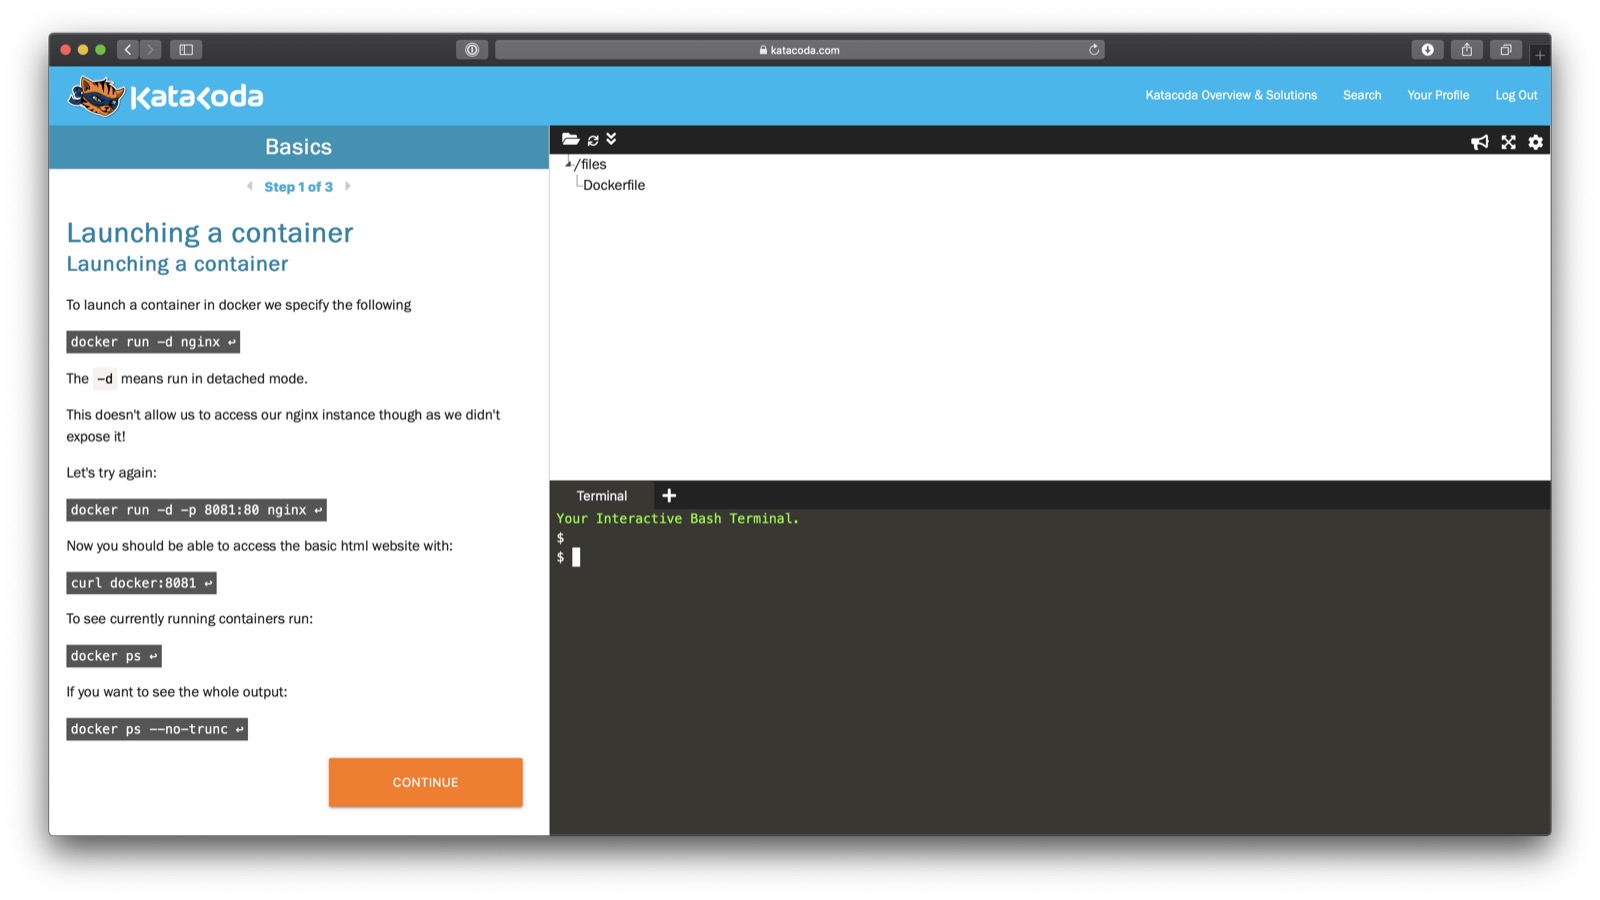 katacoda.com
KataKoda
Katacoda Overview & Solutions
Search
Your Profile
Log Out
Basics
Step 1 of 3
Launching a container
Launching a container
To launch a container in docker we specify the following
docker run -d nginx ↩
The -d means run in detached mode.
This doesn't allow us to access our nginx instance though as we didn't
expose it!
Let's try again:
docker run -d -p 8081:80 nginx ↩
Now you should be able to access the basic html website with:
curl docker:8081 ↩
To see currently running containers run:
docker ps ↩
If you want to see the whole output:
docker ps --no-trunc ↩
CONTINUE
/files
Dockerfile
Terminal
Your Interactive Bash Terminal.
$
$